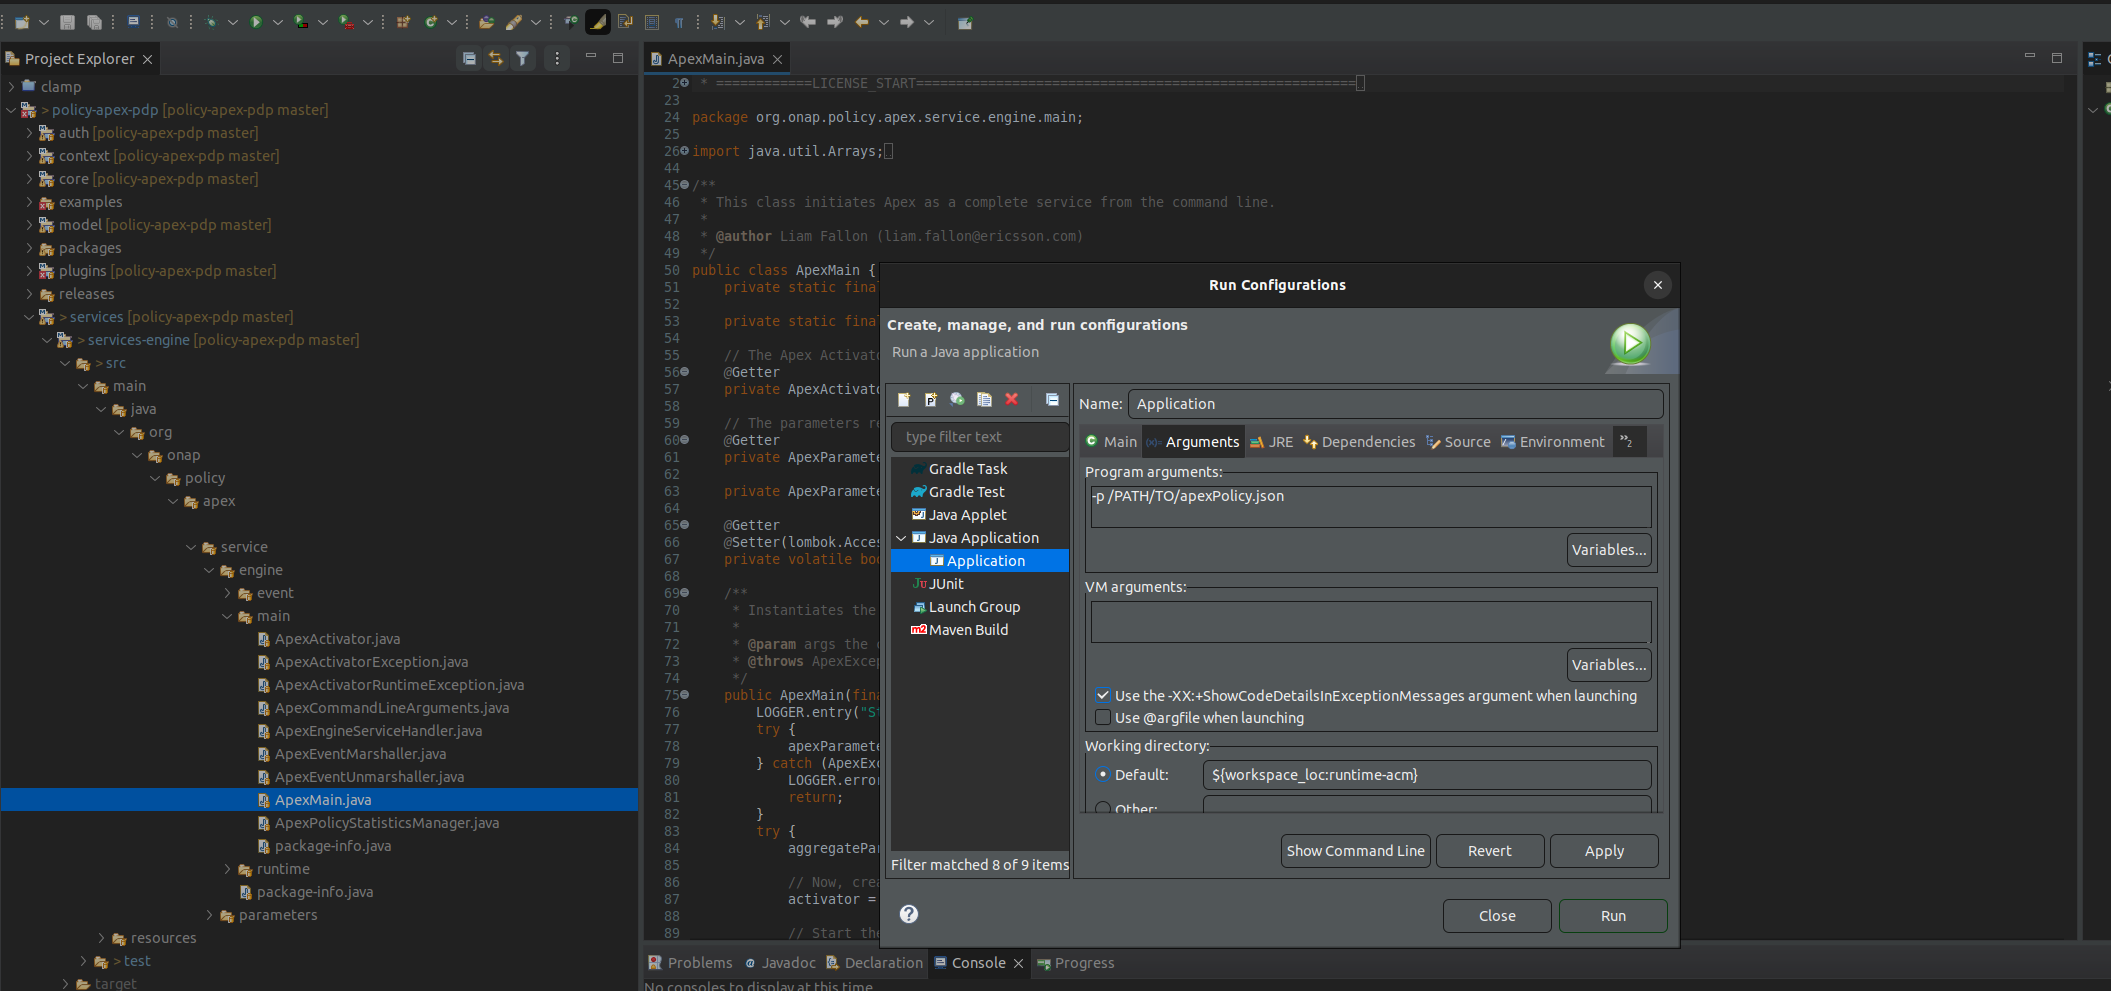 Project Explorer
clamp
> policy-apex-pdp [policy-apex-pdp master]
auth [policy-apex-pdp master]
context [policy-apex-pdp master]
core [policy-apex-pdp master]
examples
model [policy-apex-pdp master]
packages
plugins [policy-apex-pdp master]
releases
> services [policy-apex-pdp master]
> services-engine [policy-apex-pdp master]
> src
main
java
org
onap
policy
apex
service
engine
event
main
ApexActivator.java
ApexActivatorException.java
ApexActivatorRuntimeException.java
ApexCommandLineArguments.java
ApexEngineServiceHandler.java
ApexEventMarshaller.java
ApexEventUnmarshaller.java
ApexMain.java
ApexPolicyStatisticsManager.java
package-info.java
runtime
package-info.java
parameters
resources
> test
target
ApexMain.java
2 * ============LICENSE_START=======================================================
23
24 package org.onap.policy.apex.service.engine.main;
25
26 import java.util.Arrays;
44
45 /**
46 * This class initiates Apex as a complete service from the command line.
47 *
48 * @author Liam Fallon (liam.fallon@ericsson.com)
49 */
50 public class ApexMain {
51 private static fina
52
53 private static fina
54
55 // The Apex Activato
56 @Getter
57 private ApexActivato
58
59 // The parameters re
60 @Getter
61 private ApexParamete
62
63 private ApexParamete
64
65 @Getter
66 @Setter(lombok.Acces
67 private volatile boo
68
69 /**
70 * Instantiates the
71 *
72 * @param args the c
73 * @throws ApexExcep
74 */
75 public ApexMain(fina
76 LOGGER.entry("St
77 try {
78 apexParamete
79 } catch (ApexExc
80 LOGGER.error
81 return;
82 }
83 try {
84 aggregatePar
85
86 // Now, crea
87 activator =
88
89 // Start the
Run Configurations
Create, manage, and run configurations
Run a Java application
type filter text
Gradle Task
Gradle Test
Java Applet
Java Application
Application
JUnit
Launch Group
Maven Build
Filter matched 8 of 9 items
Name: Application
Main Arguments JRE Dependencies Source Environment »2
Program arguments:
-p /PATH/TO/apexPolicy.json
Variables...
VM arguments:
Variables...
Use the -XX:+ShowCodeDetailsInExceptionMessages argument when launching
Use @argfile when launching
Working directory:
Default: ${workspace_loc:runtime-acm}
Other:
Show Command Line Revert Apply
Close Run
Problems Javadoc Declaration Console Progress
No consoles to display at this time.